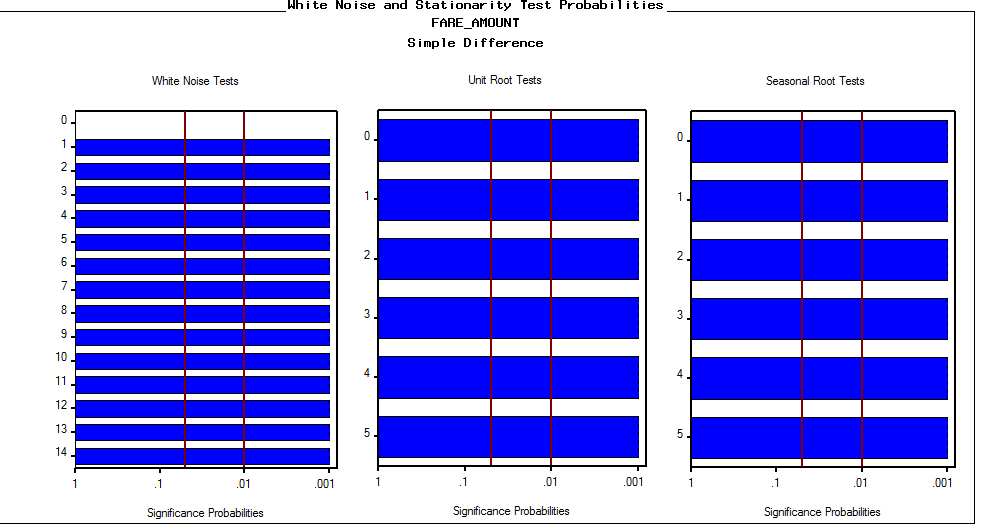 White Noise and Stationarity Test Probabilities
FARE_AMOUNT
Simple Difference
White Noise Tests
0
1
2
3
4
5
6
7
8
9
10
11
12
13
14
1 .1 .01 .001
Significance Probabilities
Unit Root Tests
0
1
2
3
4
5
1 .1 .01 .001
Significance Probabilities
Seasonal Root Tests
0
1
2
3
4
5
1 .1 .01 .001
Significance Probabilities